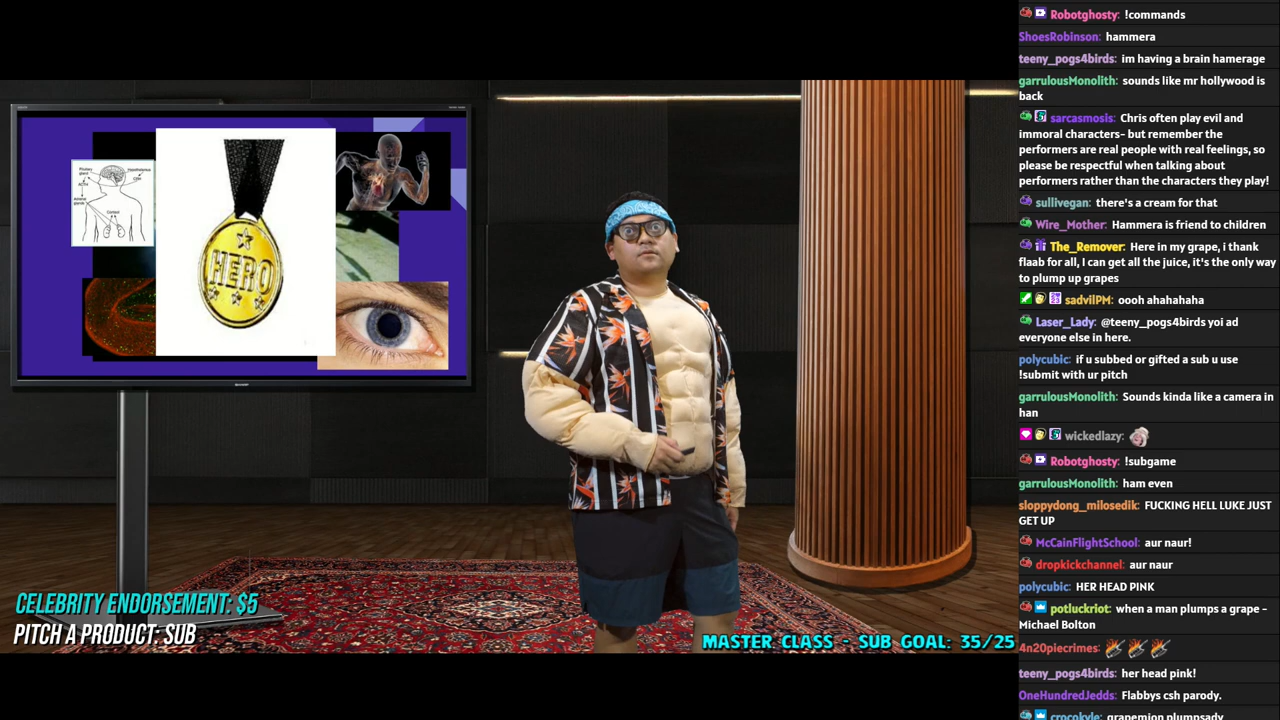 Robotghosty: !commands
ShoesRobinson: hammera
teeny_pogs4birds: im having a brain hamerage
garrulousMonolith: sounds like mr hollywood is
back
sarcasmosis: Chris often play evil and
immoral characters- but remember the
performers are real people with real feelings, so
please be respectful when talking about
performers rather than the characters they play!
sullivegan: there's a cream for that
Wire_Mother: Hammera is friend to children
The_Remover: Here in my grape, i thank
flaab for all, I can get all the juice, it's the only way
to plump up grapes
sadvilPM: oooh ahahahaha
Laser_Lady: @teeny_pogs4birds yoi ad
everyone else in here.
polycubic: if u subbed or gifted a sub u use
!submit with ur pitch
garrulousMonolith: Sounds kinda like a camera in
han
wickedlazy:
Robotghosty: !subgame
garrulousMonolith: ham even
sloppydong_milosedik: FUCKING HELL LUKE JUST
GET UP
McCainFlightSchool: aur naur!
dropkickchannel: aur naur
polycubic: HER HEAD PINK
potluckriot: when a man plumps a grape -
Michael Bolton
4n20piecrimes:
teeny_pogs4birds: her head pink!
OneHundredJedds: Flabbys csh parody.
crocokyle: grapemion plumpsady
HERO
CELEBRITY ENDORSEMENT: $5
PITCH A PRODUCT: SUB
MASTER CLASS - SUB GOAL: 35/25